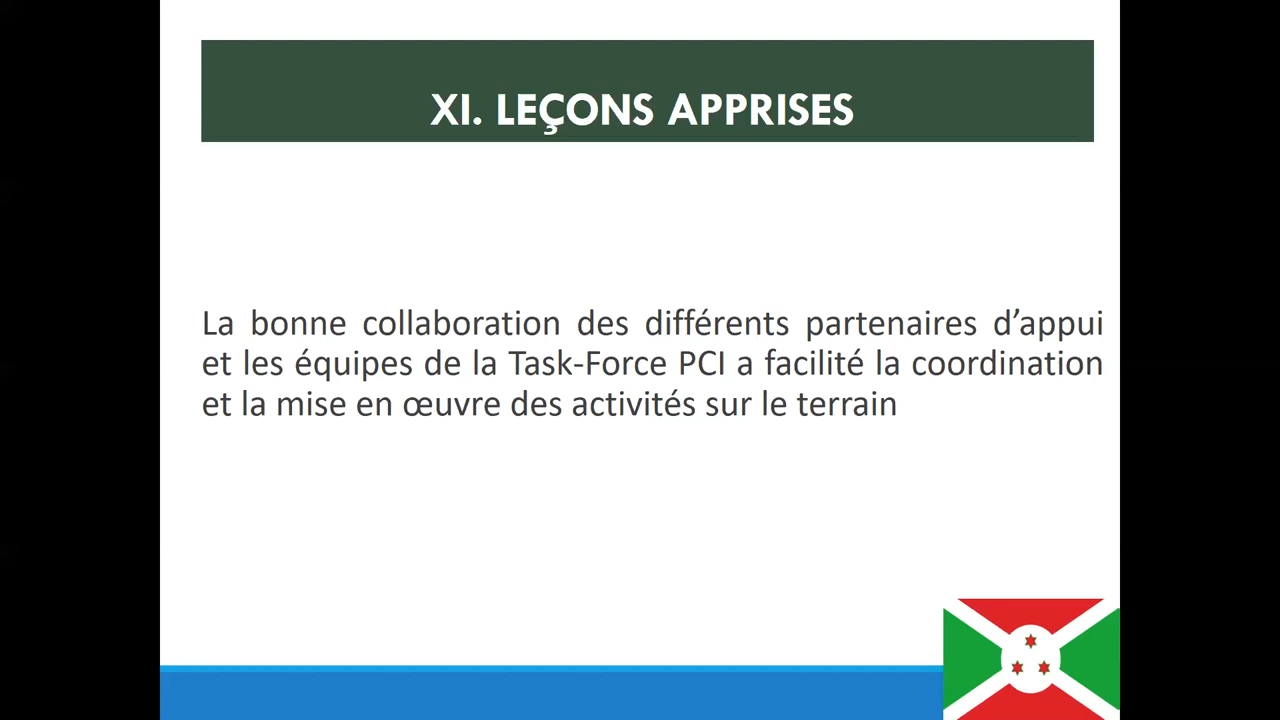 XI. LEÇONS APPRISES
La bonne collaboration des différents partenaires d’appui
et les équipes de la Task-Force PCI a facilité la coordination
et la mise en œuvre des activités sur le terrain